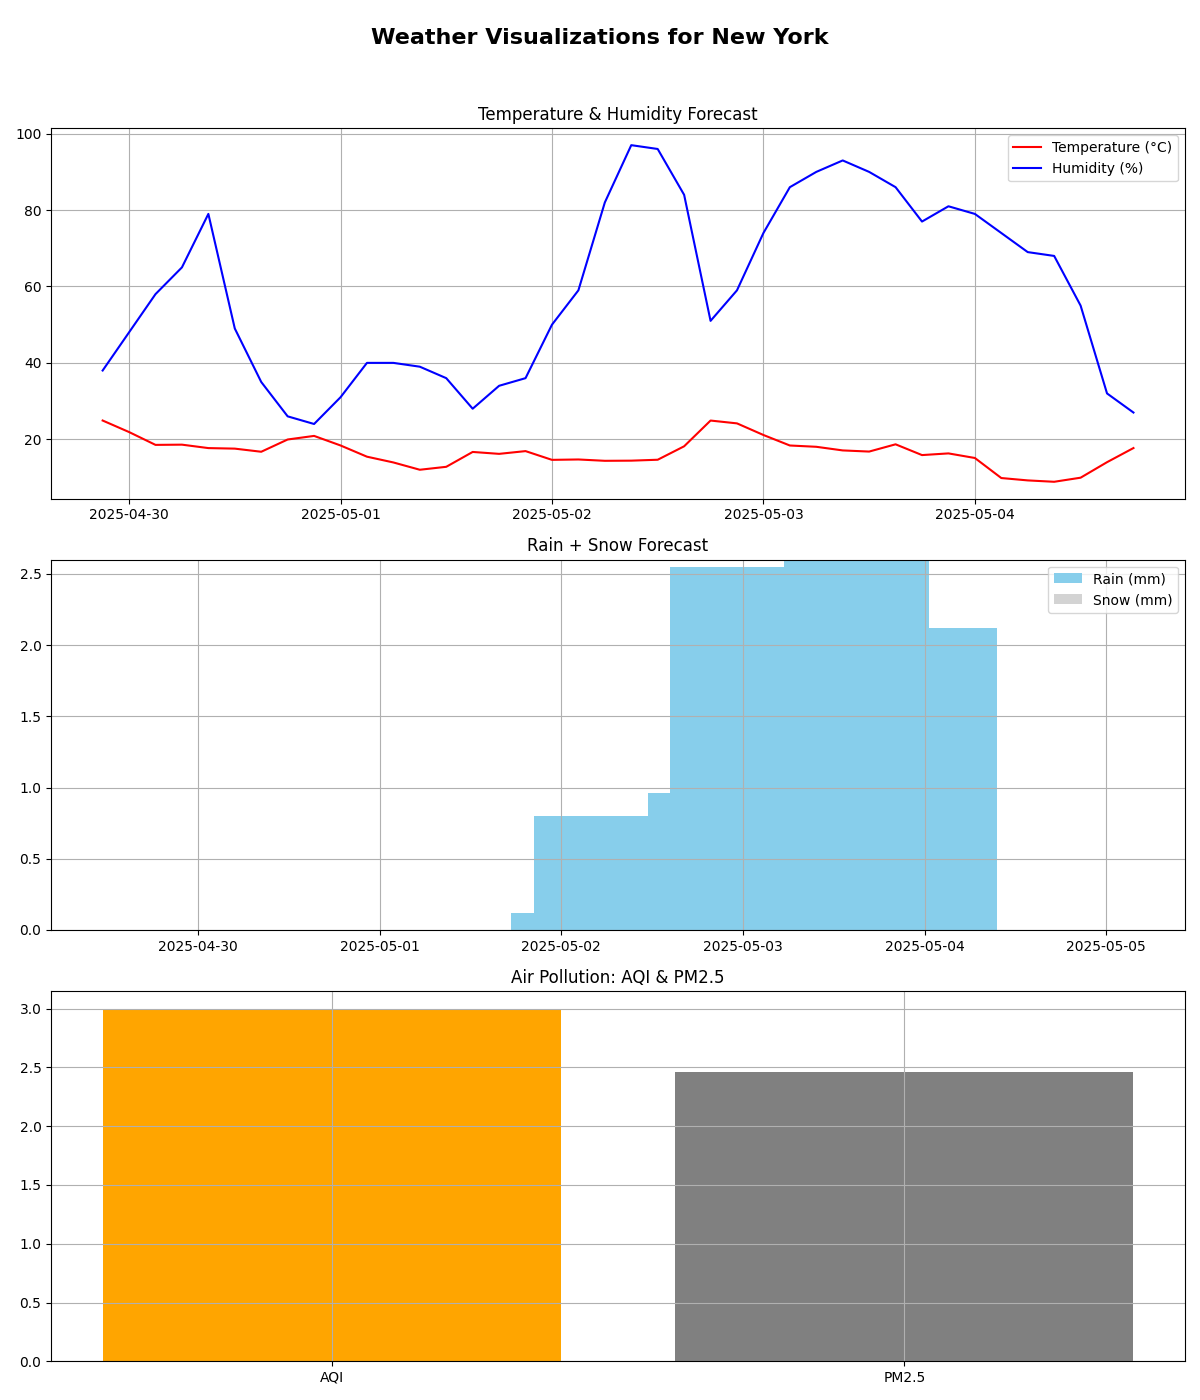 Weather Visualizations for New York
Temperature & Humidity Forecast
100
80
60
40
20
Temperature (°C)
Humidity (%)
2025-04-30 2025-05-01 2025-05-02 2025-05-03 2025-05-04
Rain + Snow Forecast
2.5
2.0
1.5
1.0
0.5
0.0
Rain (mm)
Snow (mm)
2025-04-30 2025-05-01 2025-05-02 2025-05-03 2025-05-04 2025-05-05
Air Pollution: AQI & PM2.5
3.0
2.5
2.0
1.5
1.0
0.5
0.0
AQI PM2.5